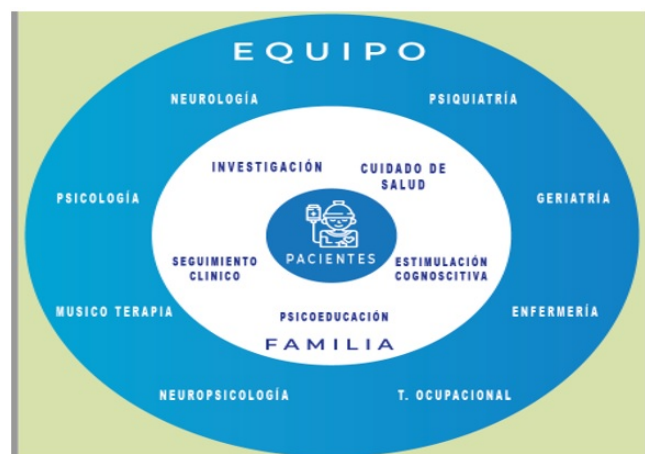 EQUIPO
NEUROLOGÍA
PSIQUIATRÍA
INVESTIGACIÓN
CUIDADO DE
SALUD
PSICOLOGÍA
GERIATRÍA
PACIENTES
SEGUIMIENTO
CLINICO
ESTIMULACIÓN
COGNOSCITIVA
MUSICO TERAPIA
PSICOEDUCACIÓN
ENFERMERÍA
FAMILIA
NEUROPSICOLOGÍA
T. OCUPACIONAL